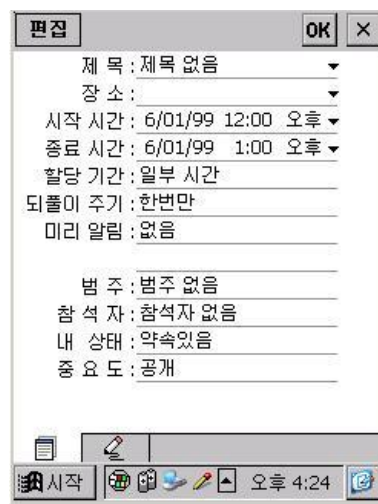 편집 OK ×
제 목 : 제목 없음
장 소 :
시작 시간 : 6/01/99 12:00 오후
종료 시간 : 6/01/99 1:00 오후
할당 기간 : 일부 시간
되풀이 주기 : 한번만
미리 알림 : 없음
범 주 : 범주 없음
참 석 자 : 참석자 없음
내 상태 : 약속있음
중 요 도 : 공개
시작 오후 4:24